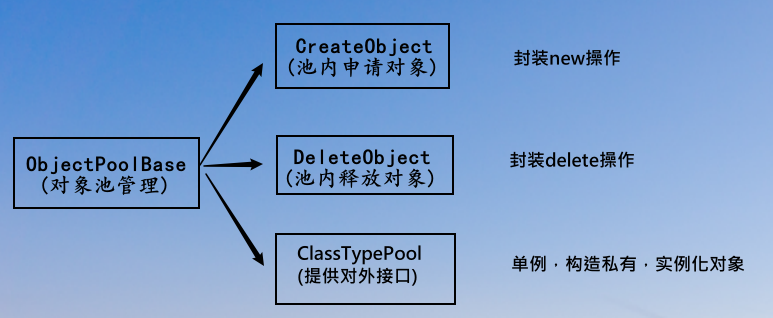 CreateObject
(池内申请对象)
封装new操作
ObjectPoolBase
(对象池管理)
DeleteObject
(池内释放对象)
封装delete操作
ClassTypePool
(提供对外接口)
单例，构造私有，实例化对象